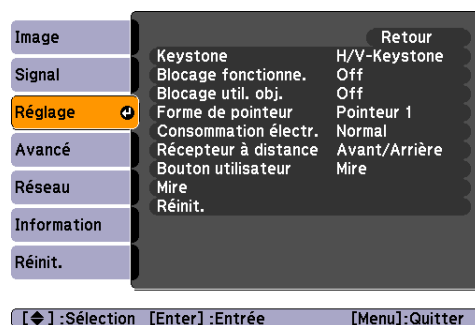 Image
Signal
Réglage
Avancé
Réseau
Information
Réinit.
Retour
Keystone H/V-Keystone
Blocage fonctionne. Off
Blocage util. obj. Off
Forme de pointeur Pointeur 1
Consommation électr. Normal
Récepteur à distance Avant/Arrière
Bouton utilisateur Mire
Mire
Réinit.
[◆] :Sélection [Enter] :Entrée [Menu]:Quitter